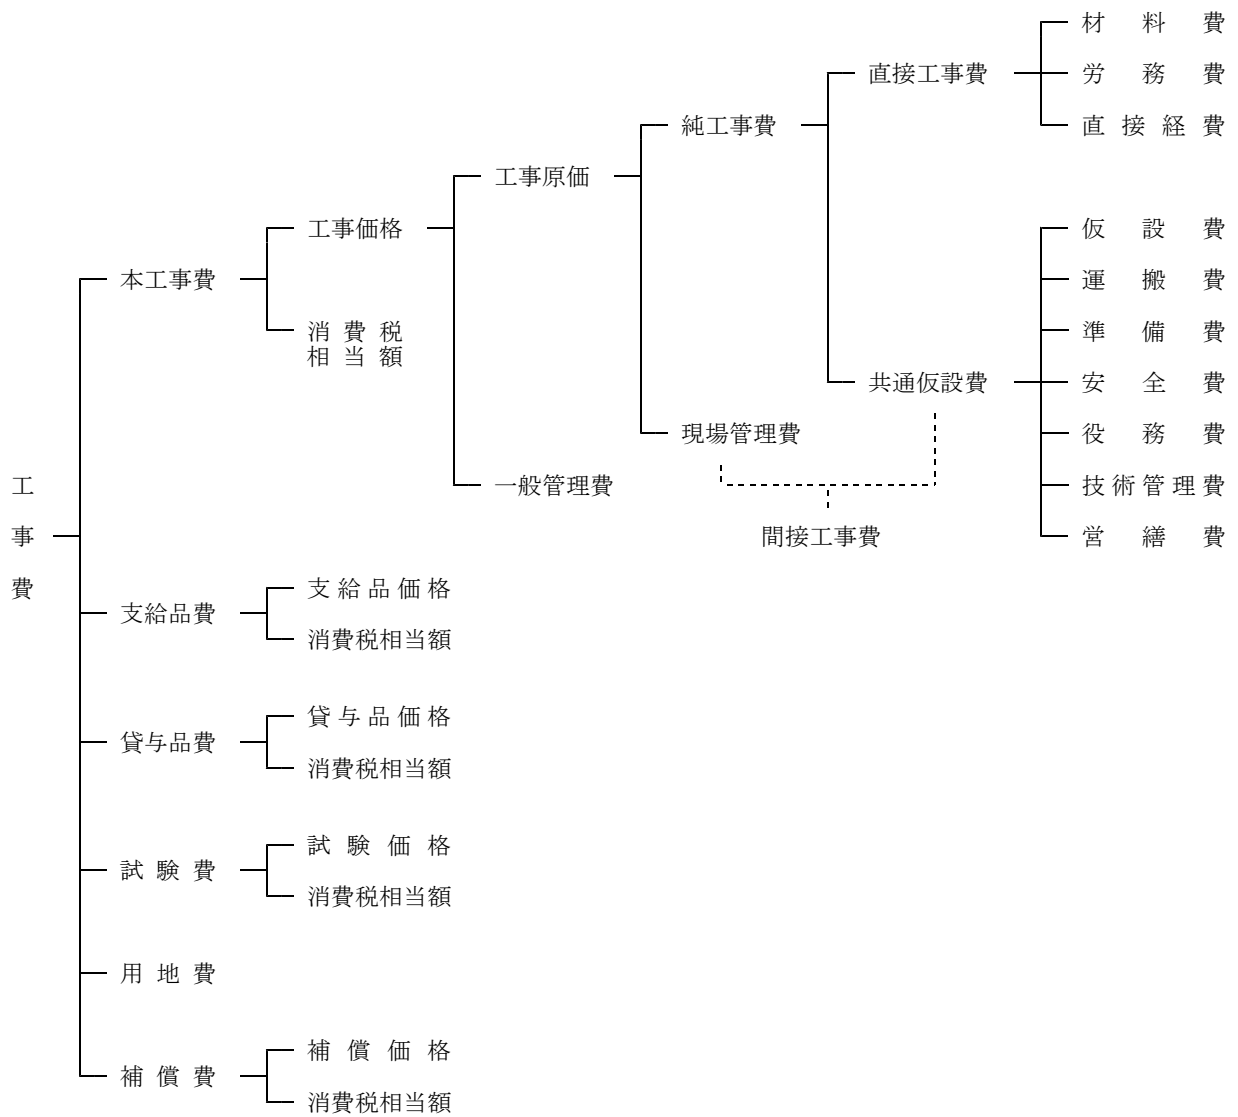 材料費
直接工事費
労務費
純工事費
直接経費
工事原価
工事価格
仮設費
本工事費
運搬費
消費税
相当額
準備費
共通仮設費
安全費
現場管理費
役務費
一般管理費
技術管理費
間接工事費
営繕費
工事費
支給品価格
支給品費
消費税相当額
貸与品価格
貸与品費
消費税相当額
試験価格
試験費
消費税相当額
用地費
補償価格
補償費
消費税相当額